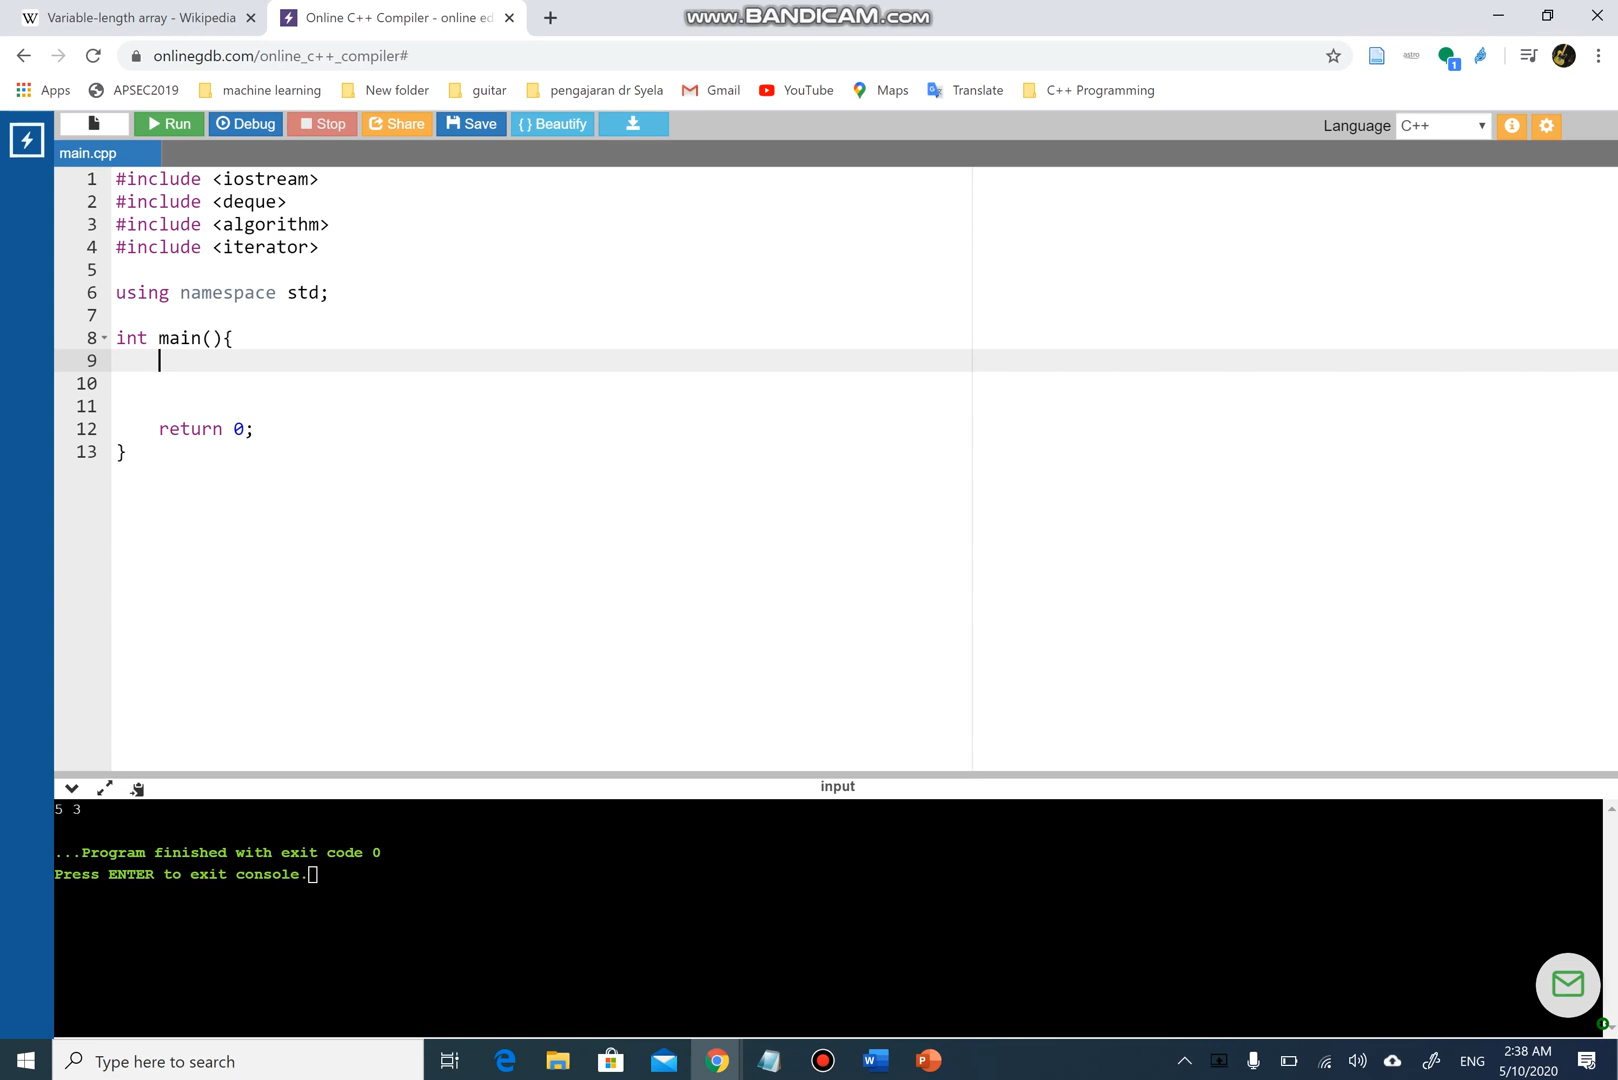 Variable-length array - Wikipedia
Online C++ Compiler - online ed
www.BANDICAM.com
onlinegdb.com/online_c++_compiler#
astro
1
Apps
APSEC2019
machine learning
New folder
guitar
pengajaran dr Syela
Gmail
YouTube
Maps
Translate
C++ Programming
Run
Debug
Stop
Share
Save
{ } Beautify
Language C++
main.cpp
1 #include <iostream>
2 #include <deque>
3 #include <algorithm>
4 #include <iterator>
5
6 using namespace std;
7
8 int main(){
9
10
11
12 return 0;
13 }
input
5 3
...Program finished with exit code 0
Press ENTER to exit console.
Type here to search
ENG
2:38 AM
5/10/2020